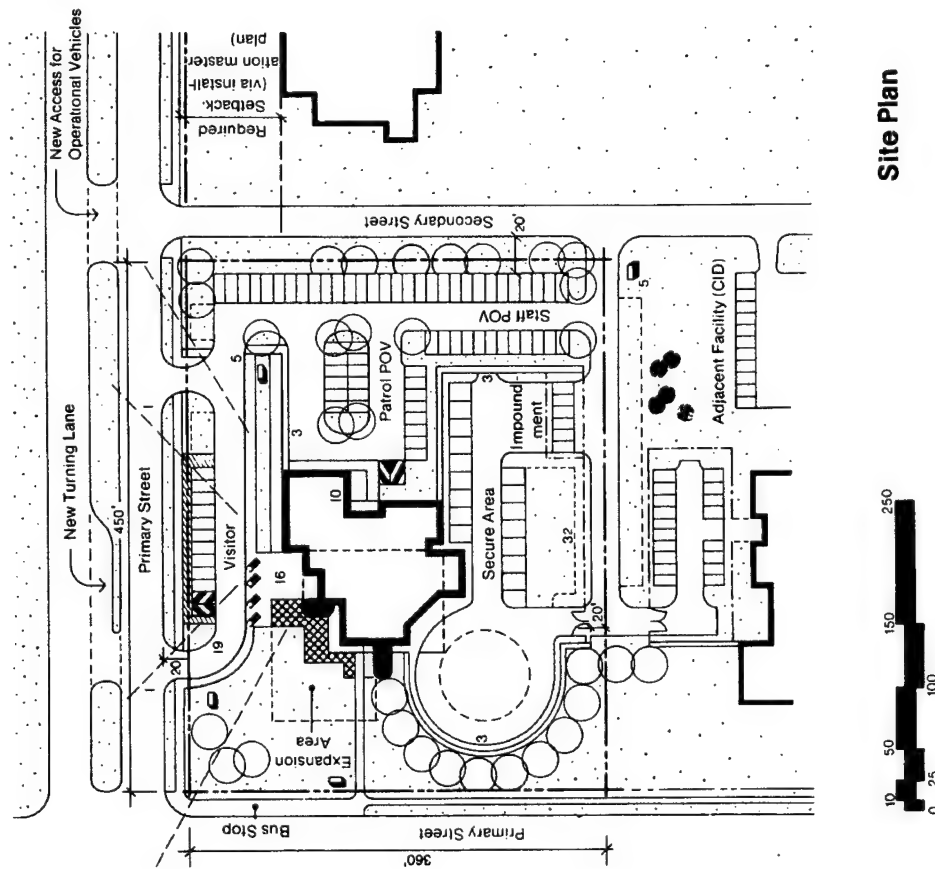 New Access for
Operational Vehicles
New Turning Lane
450'
Primary Street
Required
Setback
(via install-
ation master
plan)
Secondary Street
20'
20
19
Visitor
16
5
3
Patrol POV
10
Staff POV
Expansion
Area
Bus Stop
Primary Street
360'
3
Secure Area
Impound
ment
3
32
20'
5
Adjacent Facility (CID)
Site Plan
10
50
150
250
0
25
100